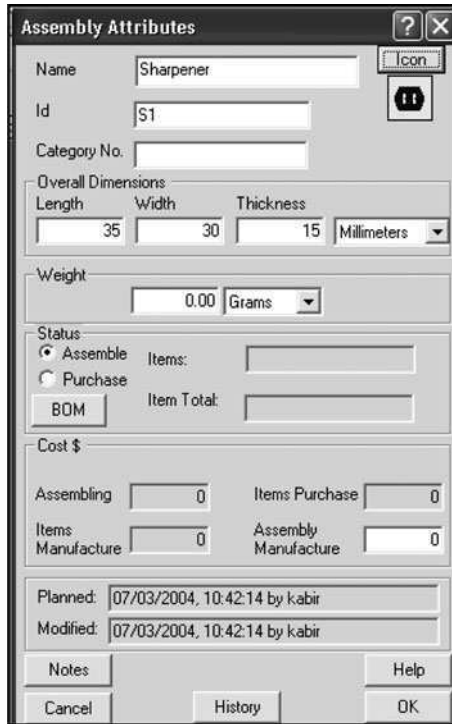 Assembly Attributes ? X
Icon
Name Sharpener
Id S1
Category No.
Overall Dimensions
Length Width Thickness
35 30 15 Millimeters
Weight
0.00 Grams
Status
Assemble Items:
Purchase
BOM Item Total:
Cost $
Assembling 0 Items Purchase 0
Items Manufacture 0 Assembly Manufacture 0
Planned: 07/03/2004, 10:42:14 by kabir
Modified: 07/03/2004, 10:42:14 by kabir
Notes Help
Cancel History OK